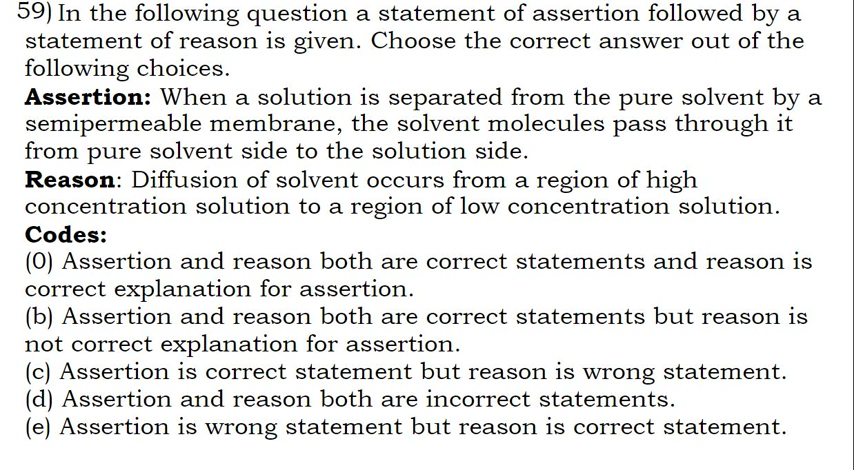 59) In the following question a statement of assertion followed by a
statement of reason is given. Choose the correct answer out of the
following choices.
Assertion: When a solution is separated from the pure solvent by a
semipermeable membrane, the solvent molecules pass through it
from pure solvent side to the solution side.
Reason: Diffusion of solvent occurs from a region of high
concentration solution to a region of low concentration solution.
Codes:
(0) Assertion and reason both are correct statements and reason is
correct explanation for assertion.
(b) Assertion and reason both are correct statements but reason is
not correct explanation for assertion.
(c) Assertion is correct statement but reason is wrong statement.
(d) Assertion and reason both are incorrect statements.
(e) Assertion is wrong statement but reason is correct statement.